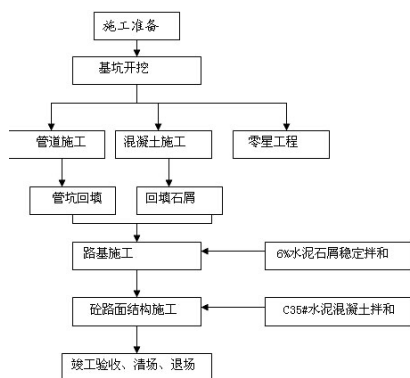 施工准备
基坑开挖
管道施工
混凝土施工
零星工程
管坑回填
回填石屑
路基施工
6%水泥石屑稳定拌和
砼路面结构施工
C35#水泥混凝土拌和
竣工验收、清场、退场